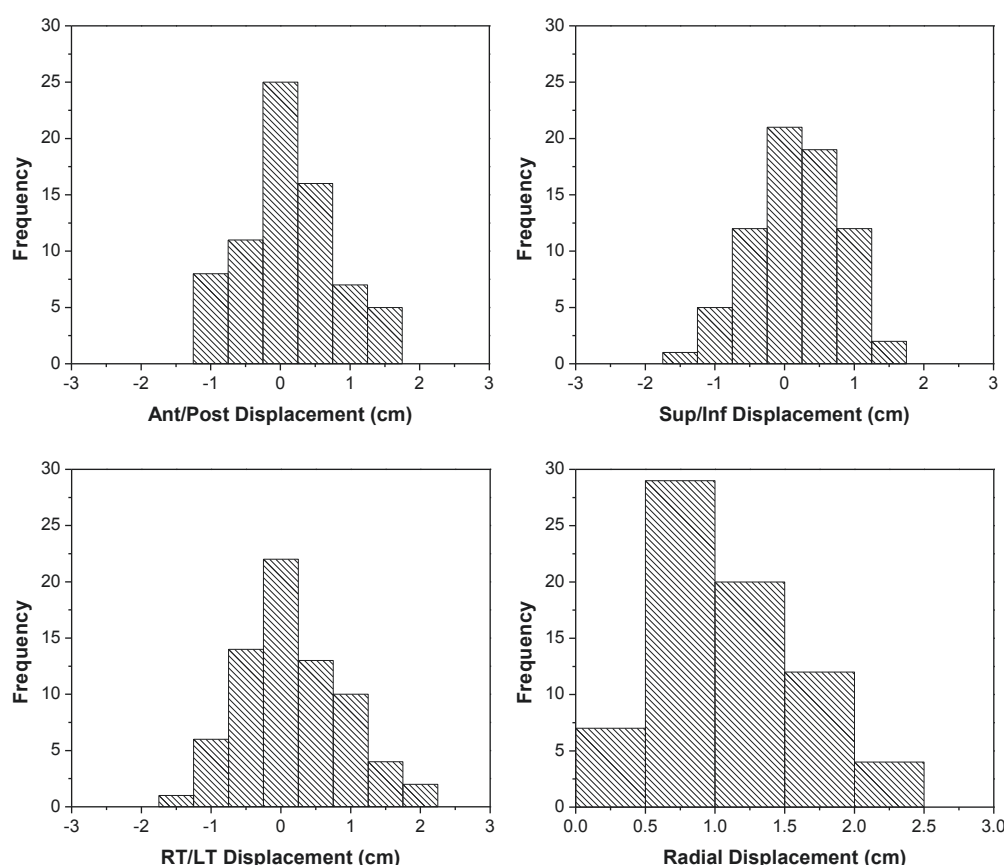 30
25
20
15
10
5
0
Frequency
-3 -2 -1 0 1 2 3
Ant/Post Displacement (cm)
30
25
20
15
10
5
0
Frequency
-3 -2 -1 0 1 2 3
Sup/Inf Displacement (cm)
30
25
20
15
10
5
0
Frequency
-3 -2 -1 0 1 2 3
RT/LT Displacement (cm)
30
25
20
15
10
5
0
Frequency
0.0 0.5 1.0 1.5 2.0 2.5 3.0
Radial Displacement (cm)